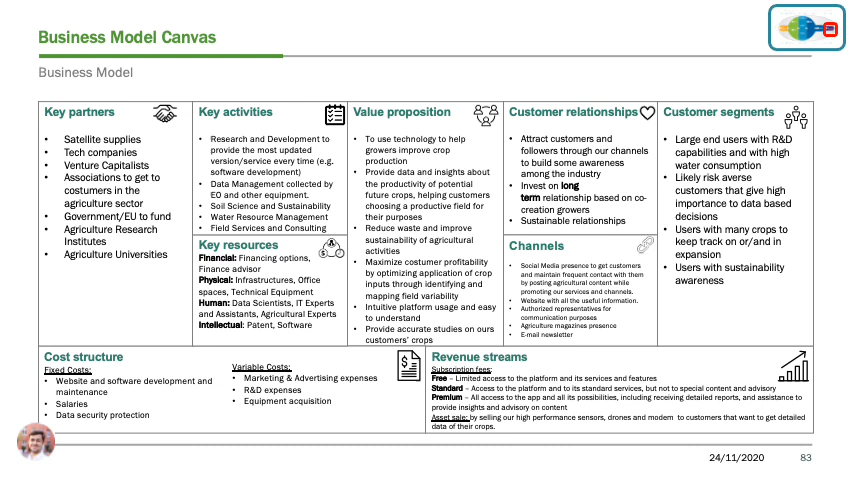 Business Model Canvas
Business Model
Key partners
• Satellite supplies
• Tech companies
• Venture Capitalists
• Associations to get to
costumers in the
agriculture sector
• Government/EU to fund
• Agriculture Research
Institutes
• Agriculture Universities
Key activities
• Research and Development to
provide the most updated
version/service every time (e.g.
software development)
• Data Management collected by
EO and other equipment.
• Soil Science and Sustainability
• Water Resource Management
• Field Services and Consulting
Key resources
Financial: Financing options,
Finance advisor
Physical: Infrastructures, Office
spaces, Technical Equipment
Human: Data Scientists, IT Experts
and Assistants, Agricultural Experts
Intellectual: Patent, Software
Value proposition
• To use technology to help
growers improve crop
production
• Provide data and insights about
the productivity of potential
future crops, helping customers
choosing a productive field for
their purposes
• Reduce waste and improve
sustainability of agricultural
activities
• Maximize costumer profitability
by optimizing application of crop
inputs through identifying and
mapping field variability
• Intuitive platform usage and easy
to understand
• Provide accurate studies on ours
customers' crops
Customer relationships
• Attract customers and
followers through our channels
to build some awareness
among the industry
• Invest on long
term relationship based on co-
creation growers
• Sustainable relationships
Channels
• Social Media presence to get customers
and maintain frequent contact with them
by posting agricultural content while
promoting our services and channels.
• Website with all the useful information.
• Authorized representatives for
communication purposes
• Agriculture magazines presence
• E-mail newsletter
Customer segments
• Large end users with R&D
capabilities and with high
water consumption
• Likely risk averse
customers that give high
importance to data based
decisions
• Users with many crops to
keep track on or/and in
expansion
• Users with sustainability
awareness
Cost structure
Fixed Costs:
• Website and software development and
maintenance
• Salaries
• Data security protection
Variable Costs:
• Marketing & Advertising expenses
• R&D expenses
• Equipment acquisition
Revenue streams
Subscription fees:
Free – Limited access to the platform and its services and features
Standard – Access to the platform and to its standard services, but not to special content and advisory
Premium – All access to the app and all its possibilities, including receiving detailed reports, and assistance to
provide insights and advisory on content
Asset sale: by selling our high performance sensors, drones and modem to customers that want to get detailed
data of their crops.
24/11/2020
83